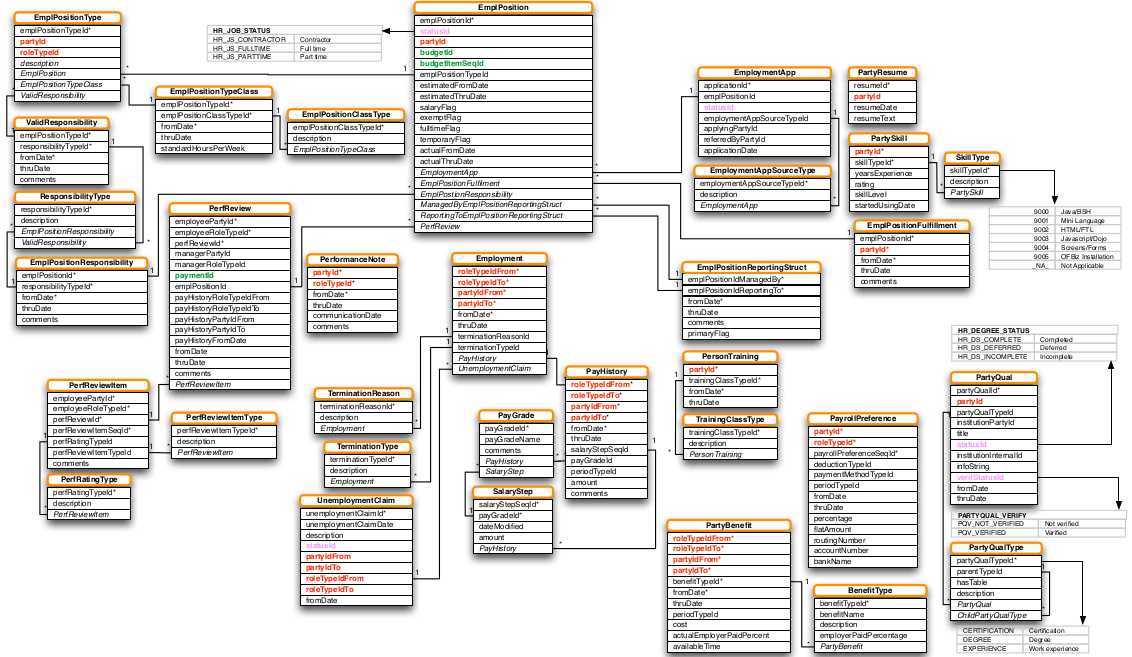 EmplPositionType
emplPositionTypeId*
partyId
roleTypeId
description
EmplPosition
EmplPositionTypeClass
ValidResponsibility
HR_JOB_STATUS
HR_JS_CONTRACTOR Contractor
HR_JS_FULLTIME Full time
HR_JS_PARTTIME Part time
EmplPosition
emplPositionId*
statusId
partyId
budgetId
budgetItemSeqId
emplPositionTypeId
estimatedFromDate
estimatedThruDate
salaryFlag
exemptFlag
fulltimeFlag
temporaryFlag
actualFromDate
actualThruDate
EmploymentApp
EmplPositionFulfilment
EmplPostionRsponsibility
ManagedByEmplPositionReportingStruct
ReportingToEmplPositionReportingStruct
PerfReview
EmplPositionTypeClass
emplPositionTypeId*
emplPositionClassTypeId*
fromDate*
thruDate
standardHoursPerWeek
EmplPositionClassType
emplPositionClassTypeId*
description
EmplPositionTypeClass
ValidResponsibility
emplPositionTypeId*
responsibilityTypeId*
fromDate*
thruDate
comments
ResponsibilityType
responsibilityTypeId*
description
EmplPositionResponsibility
ValidResponsibility
EmplPositionResponsibility
emplPositionId*
responsibilityTypeId*
fromDate*
thruDate
comments
PerfReview
employeePartyId*
employeeRoleTypeId*
perfReviewId*
managerPartyId
managerRoleTypeId
paymentId
emplPositionId
payHistoryRoleTypeIdFrom
payHistoryRoleTypeIdTo
payHistoryPartyIdFrom
payHistoryPartyIdTo
payHistoryFromDate
fromDate
thruDate
comments
PerfReviewItem
PerformanceNote
partyId*
roleTypeId*
fromDate*
thruDate
communicationDate
comments
Employment
roleTypeIdFrom*
roleTypeIdTo*
partyIdFrom*
partyIdTo*
fromDate*
thruDate
terminationReasonId
terminationTypeId
PayHistory
UnemploymentClaim
EmploymentApp
applicationId*
emplPositionId
statusId
employmentAppSourceTypeId
applyingPartyId
referredByPartyId
applicationDate
EmploymentAppSourceType
employmentAppSourceTypeId*
description
EmploymentApp
PartyResume
resumeId*
partyId
resumeDate
resumeText
PartySkill
partyId*
skillTypeId*
yearsExperience
rating
skillLevel
startedUsingDate
SkillType
skillTypeId*
description
PartySkill
9000 Java/BSH
9001 Mini Language
9002 HTML/FTL
9003 Javascript/Dojo
9004 Screens/Forms
9005 OFBiz Installation
_NA_ Not Applicable
EmplPositionFulfillment
emplPositionId*
partyId*
fromDate*
thruDate
comments
EmplPositionReportingStruct
emplPositionIdManagedBy*
emplPositionIdReportingTo*
fromDate*
thruDate
comments
primaryFlag
PersonTraining
partyId*
trainingClassTypeId*
fromDate*
thruDate
TrainingClassType
trainingClassTypeId*
description
PersonTraining
HR_DEGREE_STATUS
HR_DS_COMPLETE Completed
HR_DS_DEFERRED Deferred
HR_DS_INCOMPLETE Incomplete
PartyQual
partyQualId*
partyId
partyQualTypeId
institutionPartyId
title
statusId
institutionInternalId
infoString
verifStatusId
fromDate
thruDate
PARTYQUAL_VERIFY
PQV_NOT_VERIFIED Not verified
PQV_VERIFIED Verified
PartyQualType
partyQualTypeId*
parentTypeId
hasTable
description
PartyQual
ChildPartyQualType
CERTIFICATION Certification
DEGREE Degree
EXPERIENCE Work experience
PayrollPreference
partyId*
roleTypeId*
payrollPreferenceSeqId*
deductionTypeId
paymentMethodTypeId
periodTypeId
fromDate
thruDate
percentage
flatAmount
routingNumber
accountNumber
bankName
PerfReviewItem
employeePartyId*
employeeRoleTypeId*
perfReviewId*
perfReviewItemSeqId*
perfRatingTypeId
perfReviewItemTypeId
comments
PerfReviewItemType
perfReviewItemTypeId*
description
PerfReviewItem
PerfRatingType
perfRatingTypeId*
description
PerfReviewItem
TerminationReason
terminationReasonId*
description
Employment
TerminationType
terminationTypeId*
description
Employment
UnemploymentClaim
unemploymentClaimId*
unemploymentClaimDate
description
statusId
partyIdFrom
partyIdTo
roleTypeIdFrom
roleTypeIdTo
fromDate
PayGrade
payGradeId*
payGradeName
comments
PayHistory
SalaryStep
SalaryStep
salaryStepSeqId*
payGradeId*
dateModified
amount
PayHistory
PayHistory
roleTypeIdFrom*
roleTypeIdTo*
partyIdFrom*
partyIdTo*
fromDate*
thruDate
salaryStepSeqId
payGradeId
periodTypeId
amount
comments
PartyBenefit
roleTypeIdFrom*
roleTypeIdTo*
partyIdFrom*
partyIdTo*
benefitTypeId*
fromDate*
thruDate
periodTypeId
cost
actualEmployerPaidPercent
availableTime
BenefitType
benefitTypeId*
benefitName
description
employerPaidPercentage
PartyBenefit